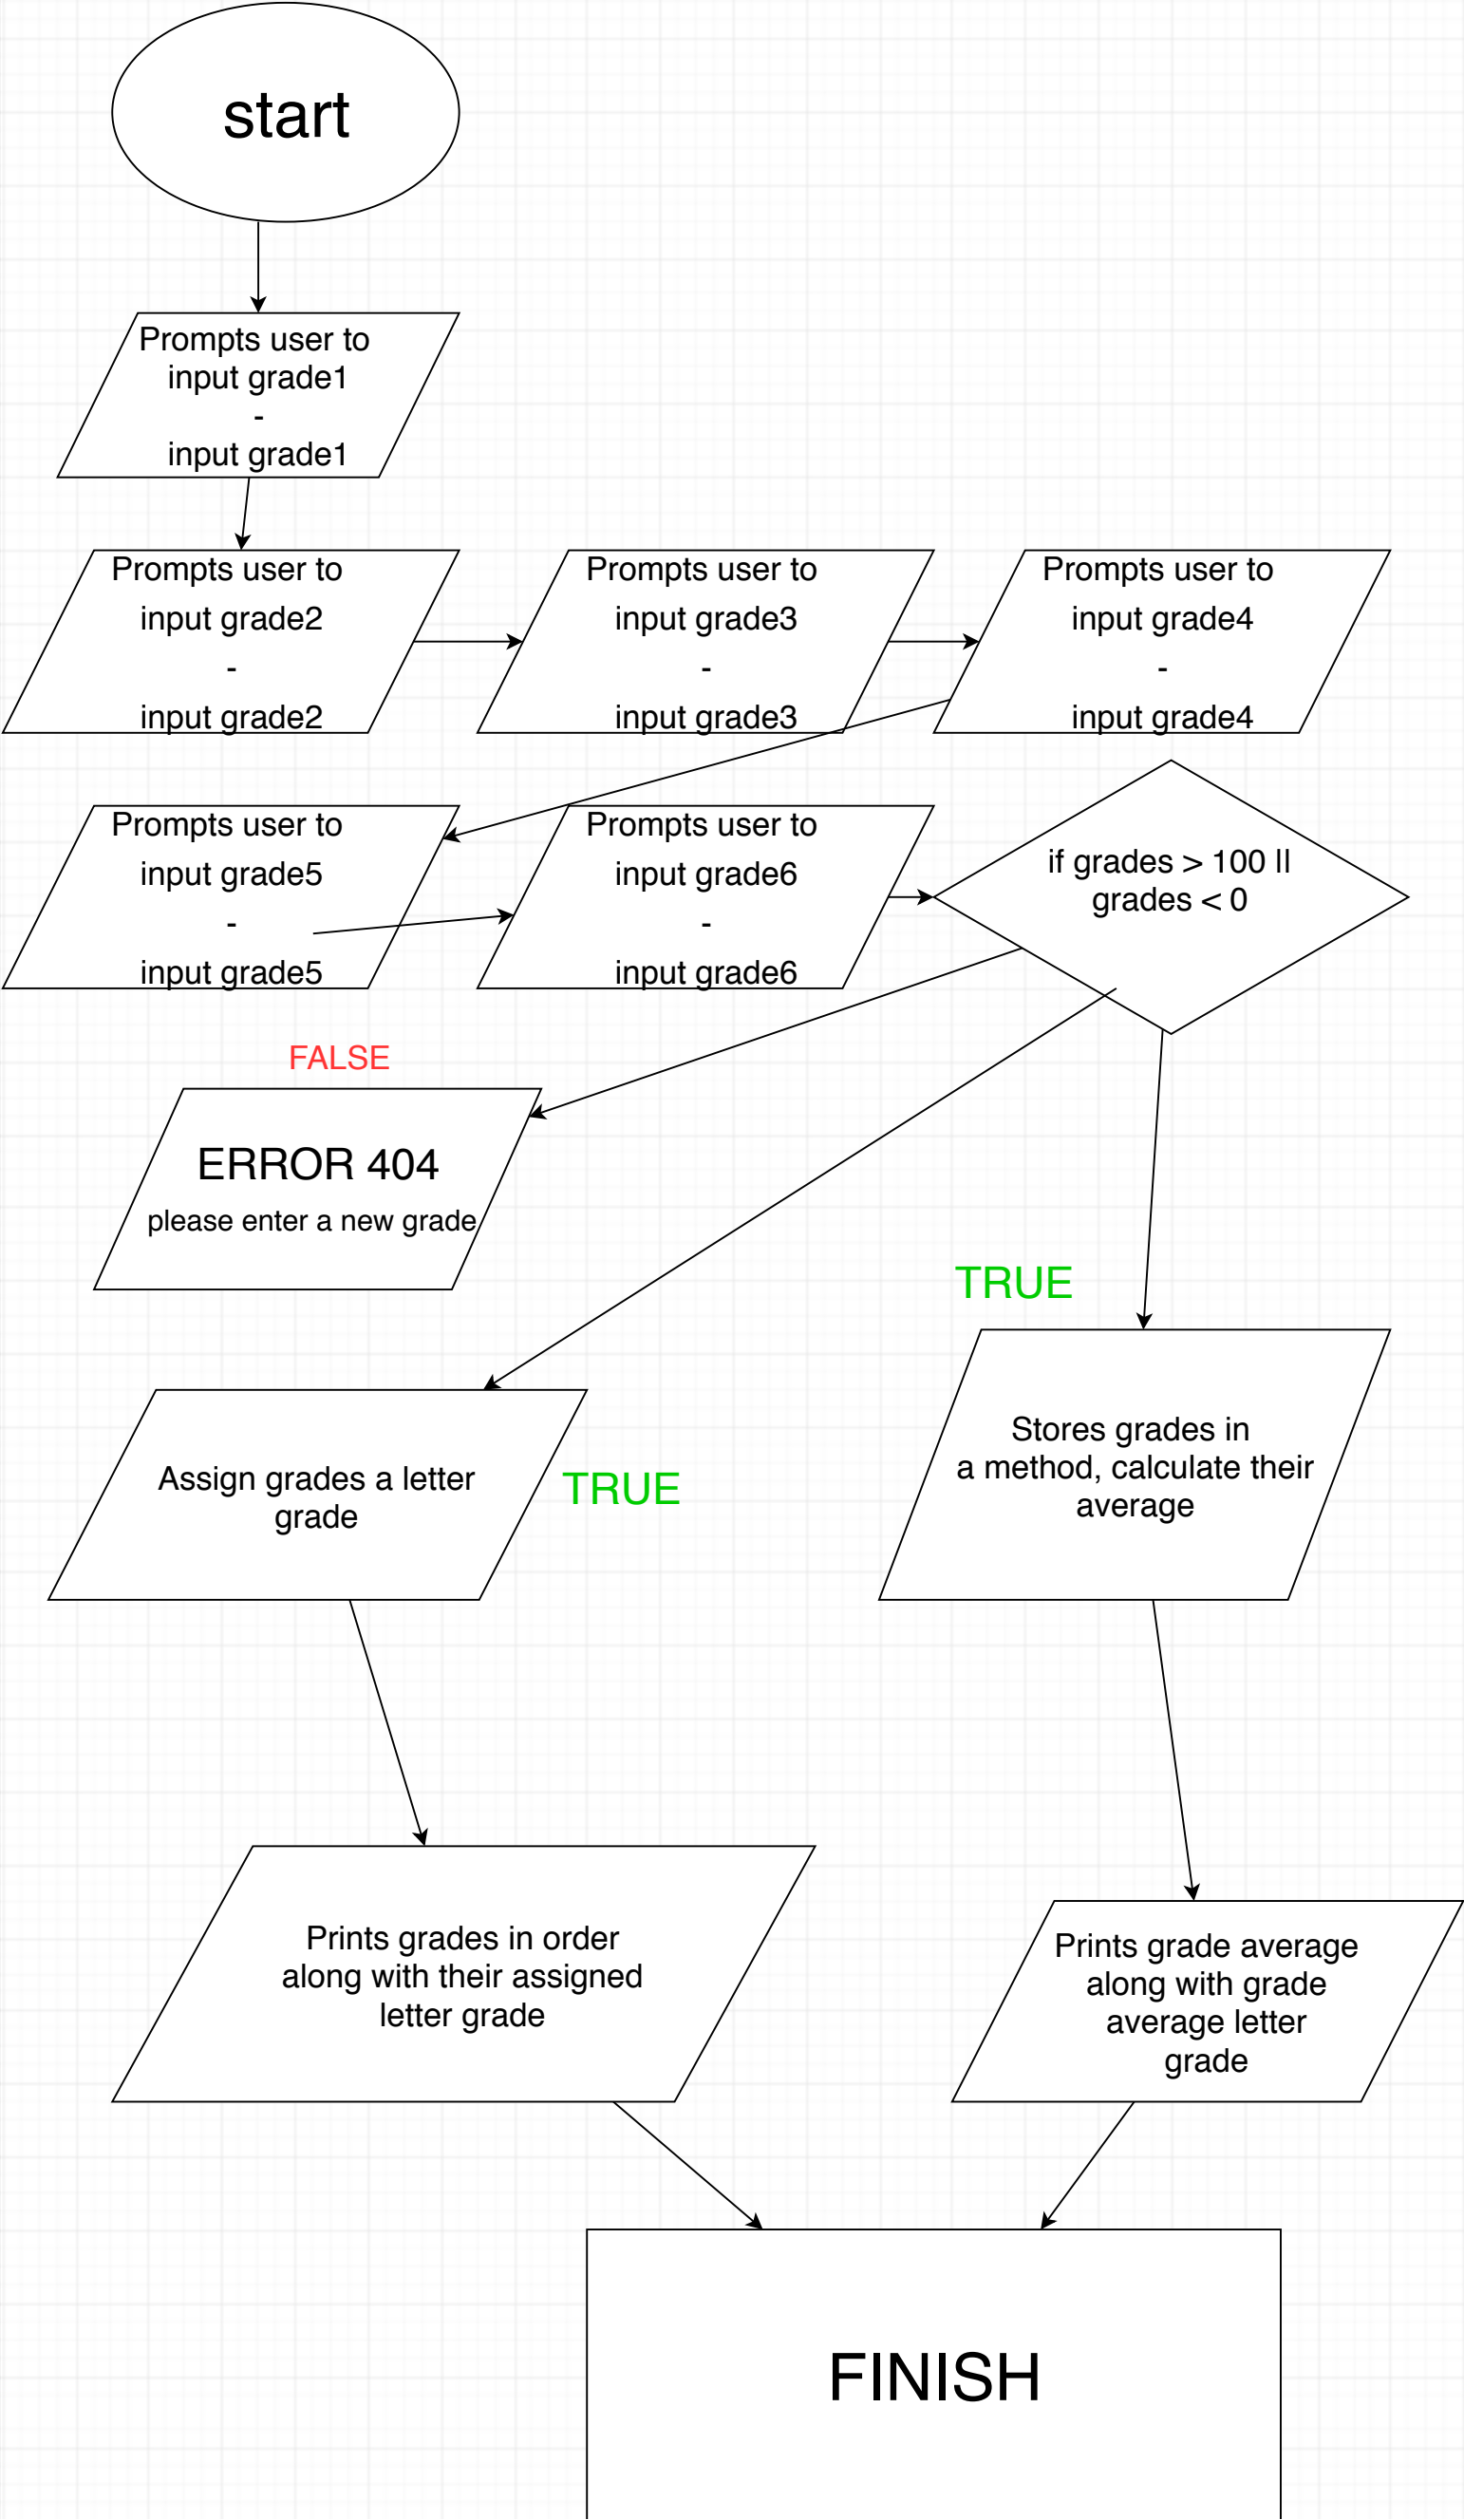 start
Prompts user to
input grade1
-
input grade1
Prompts user to
input grade2
-
input grade2
Prompts user to
input grade3
-
input grade3
Prompts user to
input grade4
-
input grade4
Prompts user to
input grade5
-
input grade5
Prompts user to
input grade6
-
input grade6
if grades > 100 ||
grades < 0
FALSE
ERROR 404
please enter a new grade
TRUE
Stores grades in
a method, calculate their
average
Assign grades a letter
grade
TRUE
Prints grades in order
along with their assigned
letter grade
Prints grade average
along with grade
average letter
grade
FINISH